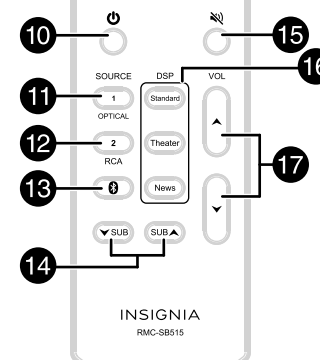 10
15
16
SOURCE DSP VOL
11
1
Standard
OPTICAL
12
2
Theater
RCA
17
13
News
SUB SUB
14
INSIGNIA
RMC-SB515